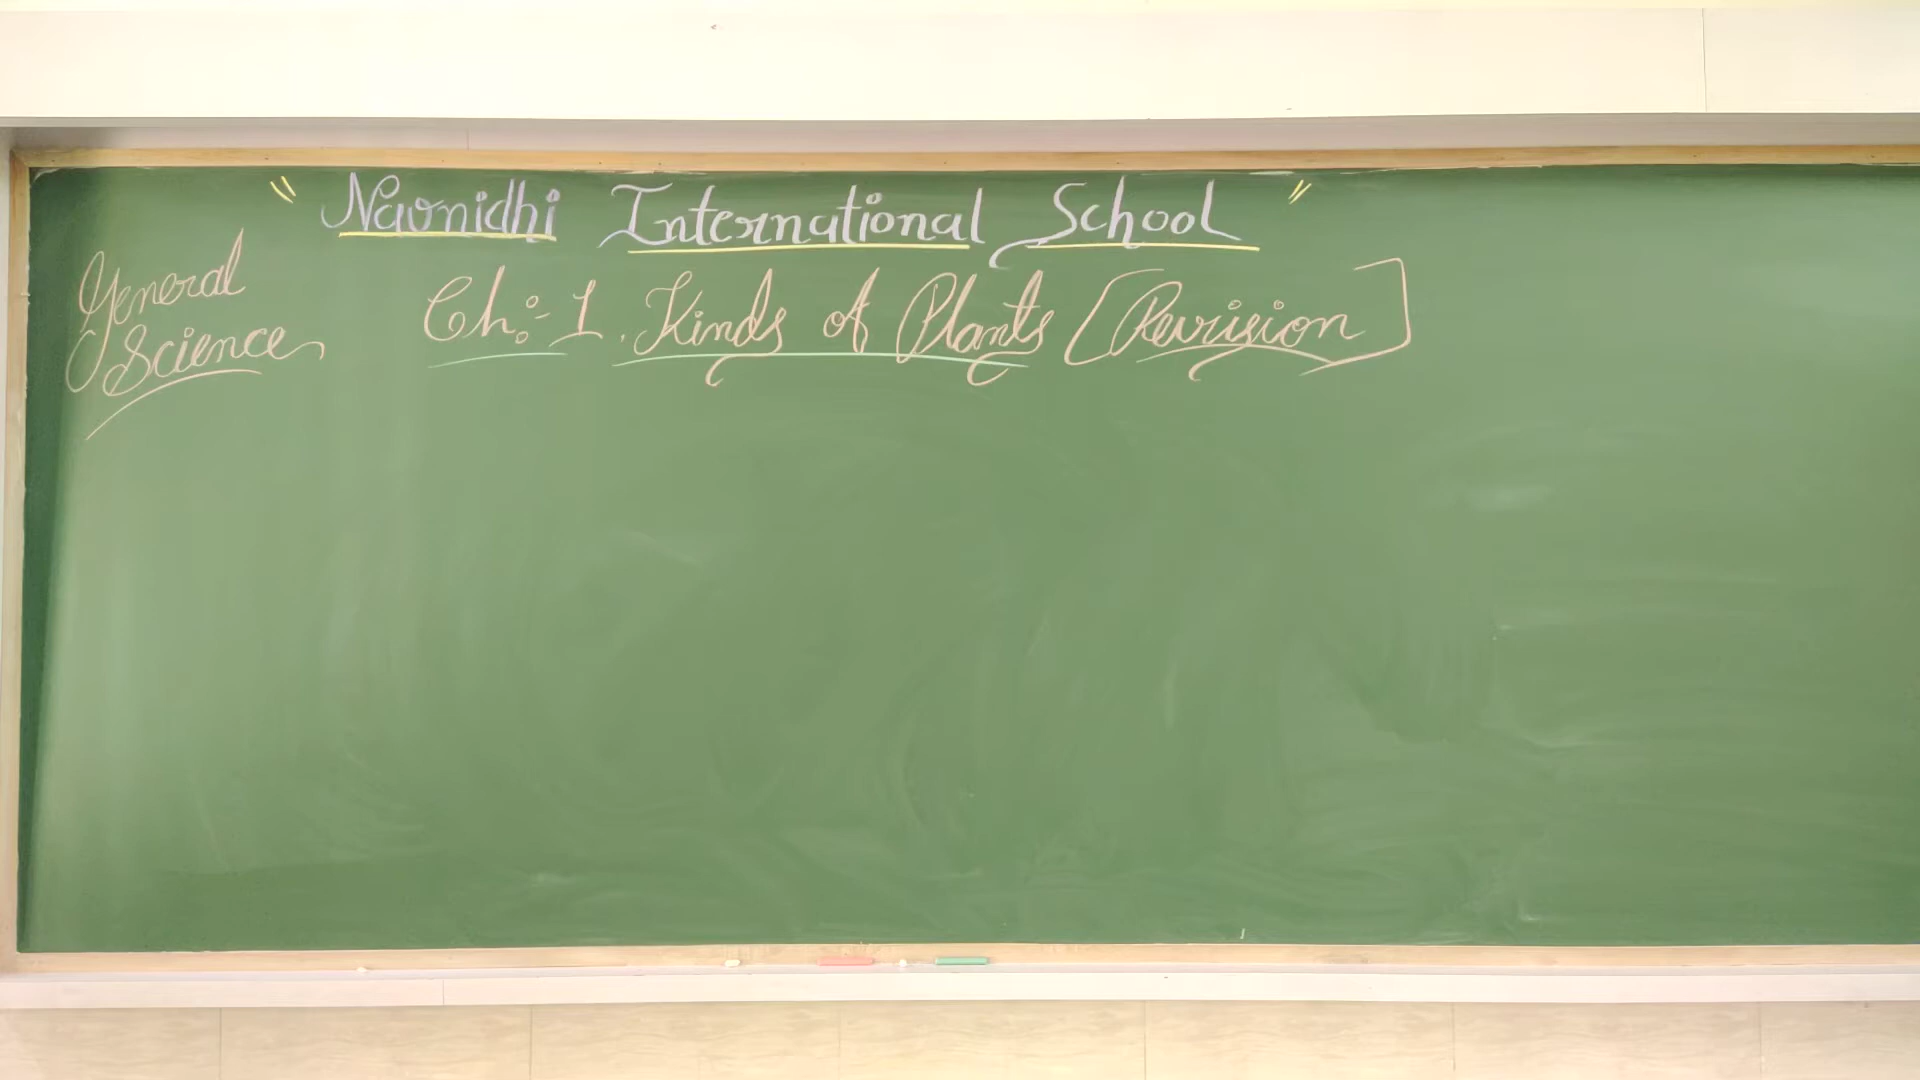 " Navnidhi International School "
General
Science
Ch:-1. Kinds of Plants [Revision]